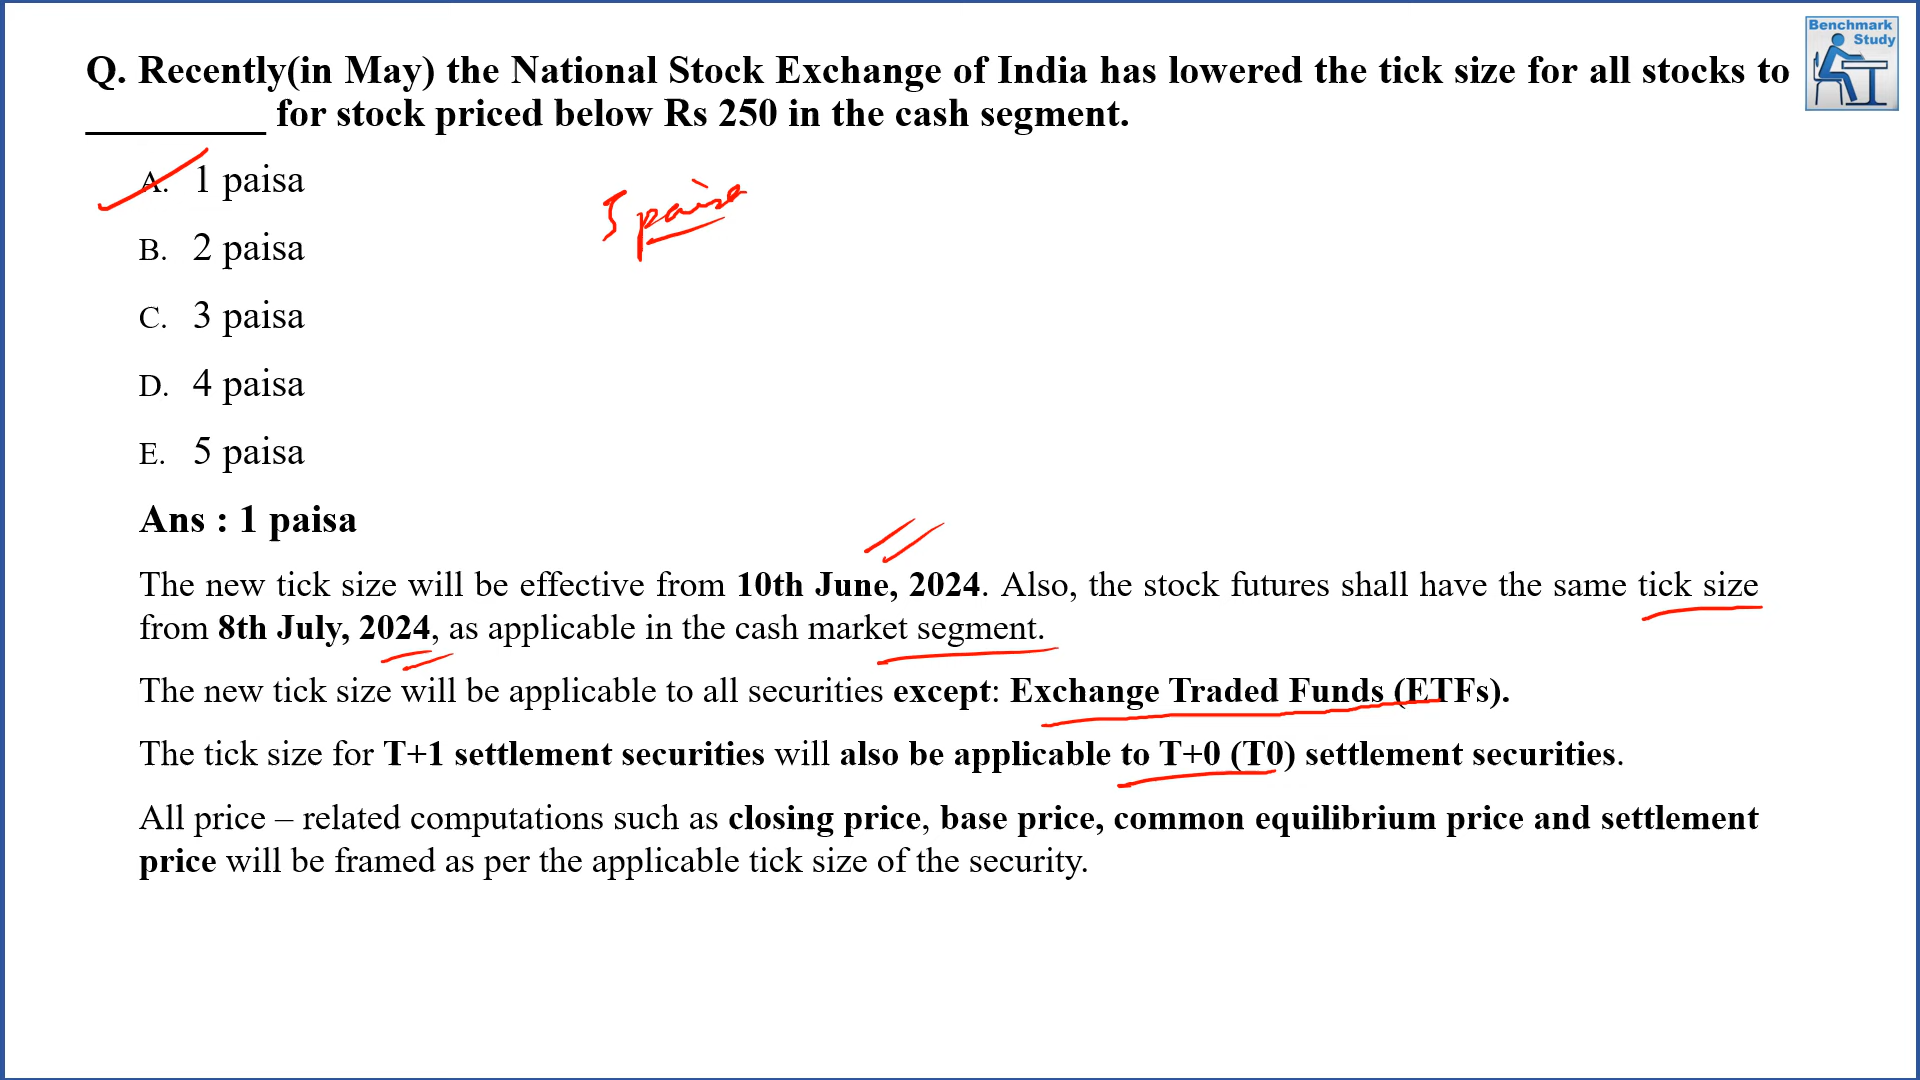 Benchmark
Study
Q. Recently(in May) the National Stock Exchange of India has lowered the tick size for all stocks to
_________ for stock priced below Rs 250 in the cash segment.
A. 1 paisa
5 paisa
B. 2 paisa
C. 3 paisa
D. 4 paisa
E. 5 paisa
Ans : 1 paisa
The new tick size will be effective from 10th June, 2024. Also, the stock futures shall have the same tick size
from 8th July, 2024, as applicable in the cash market segment.
The new tick size will be applicable to all securities except: Exchange Traded Funds (ETFs).
The tick size for T+1 settlement securities will also be applicable to T+0 (T0) settlement securities.
All price – related computations such as closing price, base price, common equilibrium price and settlement
price will be framed as per the applicable tick size of the security.